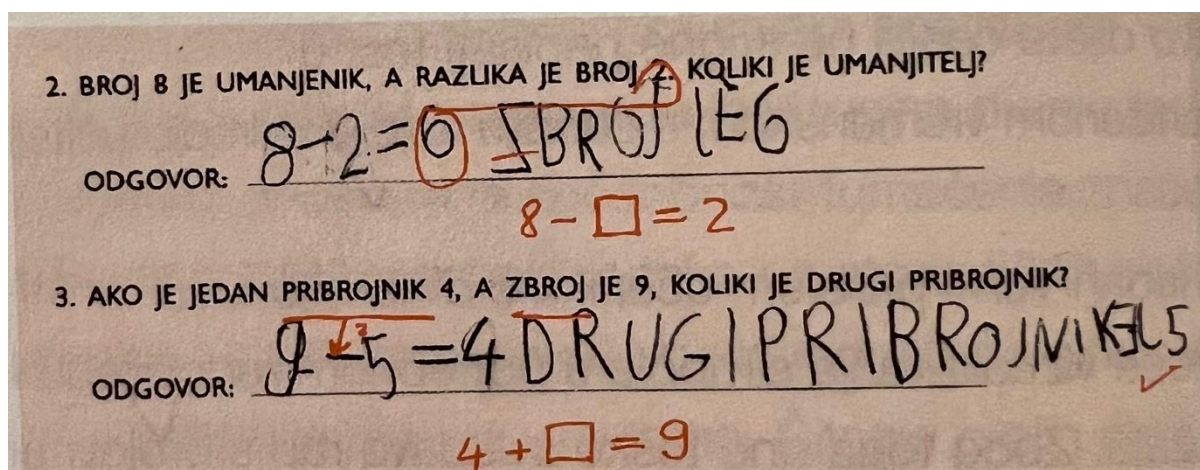 2. BROJ 8 JE UMANJENIK, A RAZLIKA JE BROJ 2. KOLIKI JE UMANJITELJ?
ODGOVOR: 8-2=6 ZBROJ JE 6
8-□=2
3. AKO JE JEDAN PRIBROJNIK 4, A ZBROJ JE 9, KOLIKI JE DRUGI PRIBROJNIK?
ODGOVOR: 9-5=4 DRUGI PRIBROJNIK JE 5
4+□=9